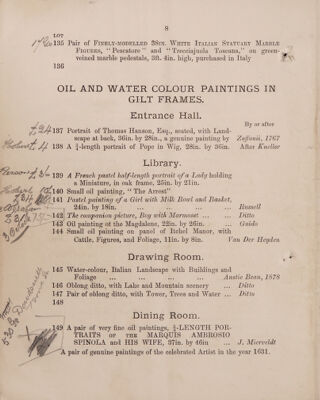 8
LOT
135 Pair of FINELY-MODELLED 38IN. WHITE ITALIAN STATUARY MARBLE
FIGURES, "Pescatore" and "Trecciajuola Toscana," on green-
veined marble pedestals, 3ft. 4in. high, purchased in Italy
136
OIL AND WATER COLOUR PAINTINGS IN
GILT FRAMES.
Entrance Hall.
By or after
137 Portrait of Thomas Hanson, Esq., seated, with Land-
scape at back, 36in. by 28in., a genuine painting by Zoffanii, 1767
138 A ¾-length portrait of Pope in Wig, 28in. by 36in. After Kneller
Library.
139 A French pastel half-length portrait of a Lady holding
a Miniature, in oak frame, 25in. by 21in.
140 Small oil painting, "The Arrest"
141 Pastel painting of a Girl with Milk Bowl and Basket,
24in. by 18in. ... ... ... Russell
142 The companion picture, Boy with Marmoset ... ... Ditto
143 Oil painting of the Magdalene, 22in. by 26in. ... Guido
144 Small oil painting on panel of Itchel Manor, with
Cattle, Figures, and Foliage, 11in. by 8in. Van Der Heyden
Drawing Room.
145 Water-colour, Italian Landscape with Buildings and
Foliage ... ... ... Austic Bean, 1878
146 Oblong ditto, with Lake and Mountain scenery ... Ditto
147 Pair of oblong ditto, with Tower, Trees and Water ... Ditto
148
Dining Room.
149 A pair of very fine oil paintings, ¾-LENGTH POR-
TRAITS OF THE MARQUIS AMBROSIO
SPINOLA and HIS WIFE, 37in. by 46in ... J. Miereveldt
A pair of genuine paintings of the celebrated Artist in the year 1631.